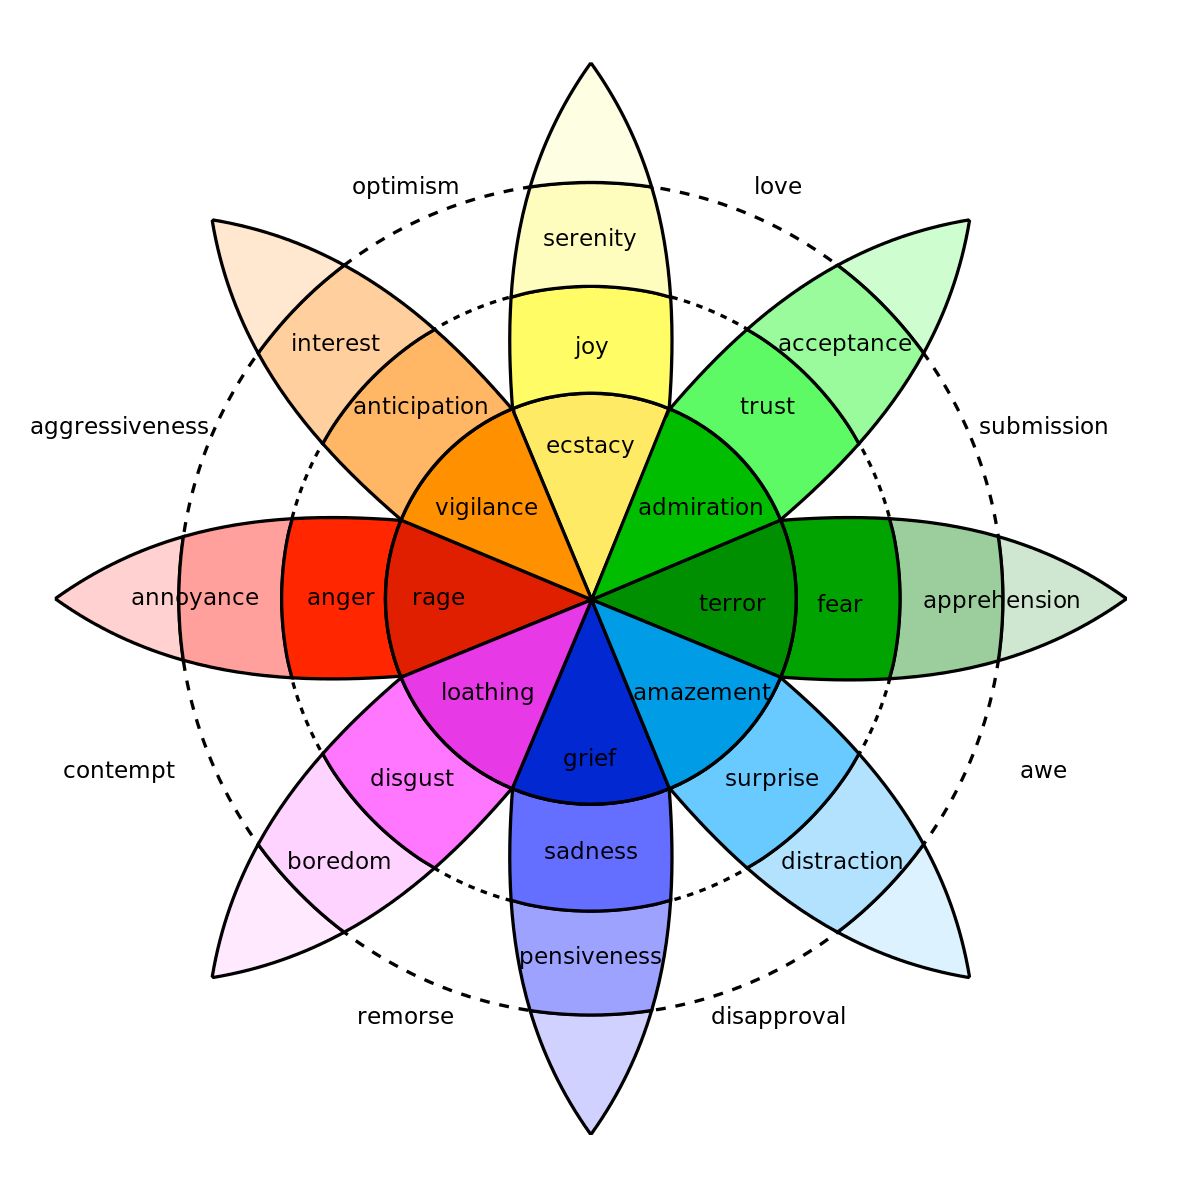 optimism
love
serenity
interest
acceptance
joy
anticipation
trust
aggressiveness
submission
ecstacy
vigilance
admiration
annoyance
anger
rage
terror
fear
apprehension
loathing
amazement
grief
contempt
disgust
surprise
awe
sadness
boredom
distraction
pensiveness
remorse
disapproval